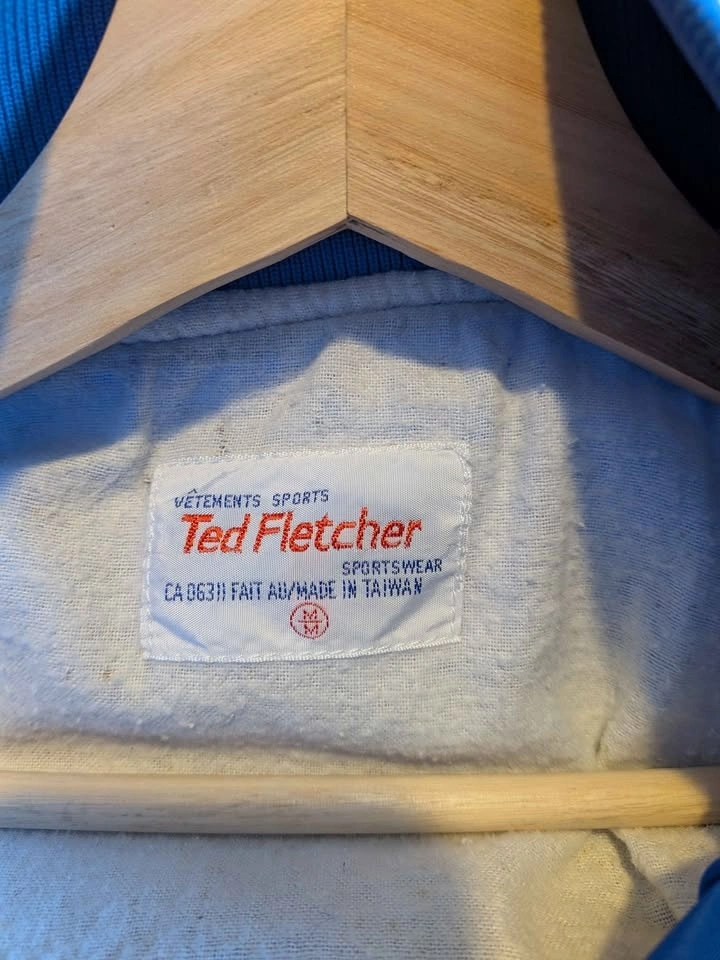 VÊTEMENTS SPORTS
Ted Fletcher
SPORTSWEAR
CA 06311 FAIT AU/MADE IN TAIWAN
M
M